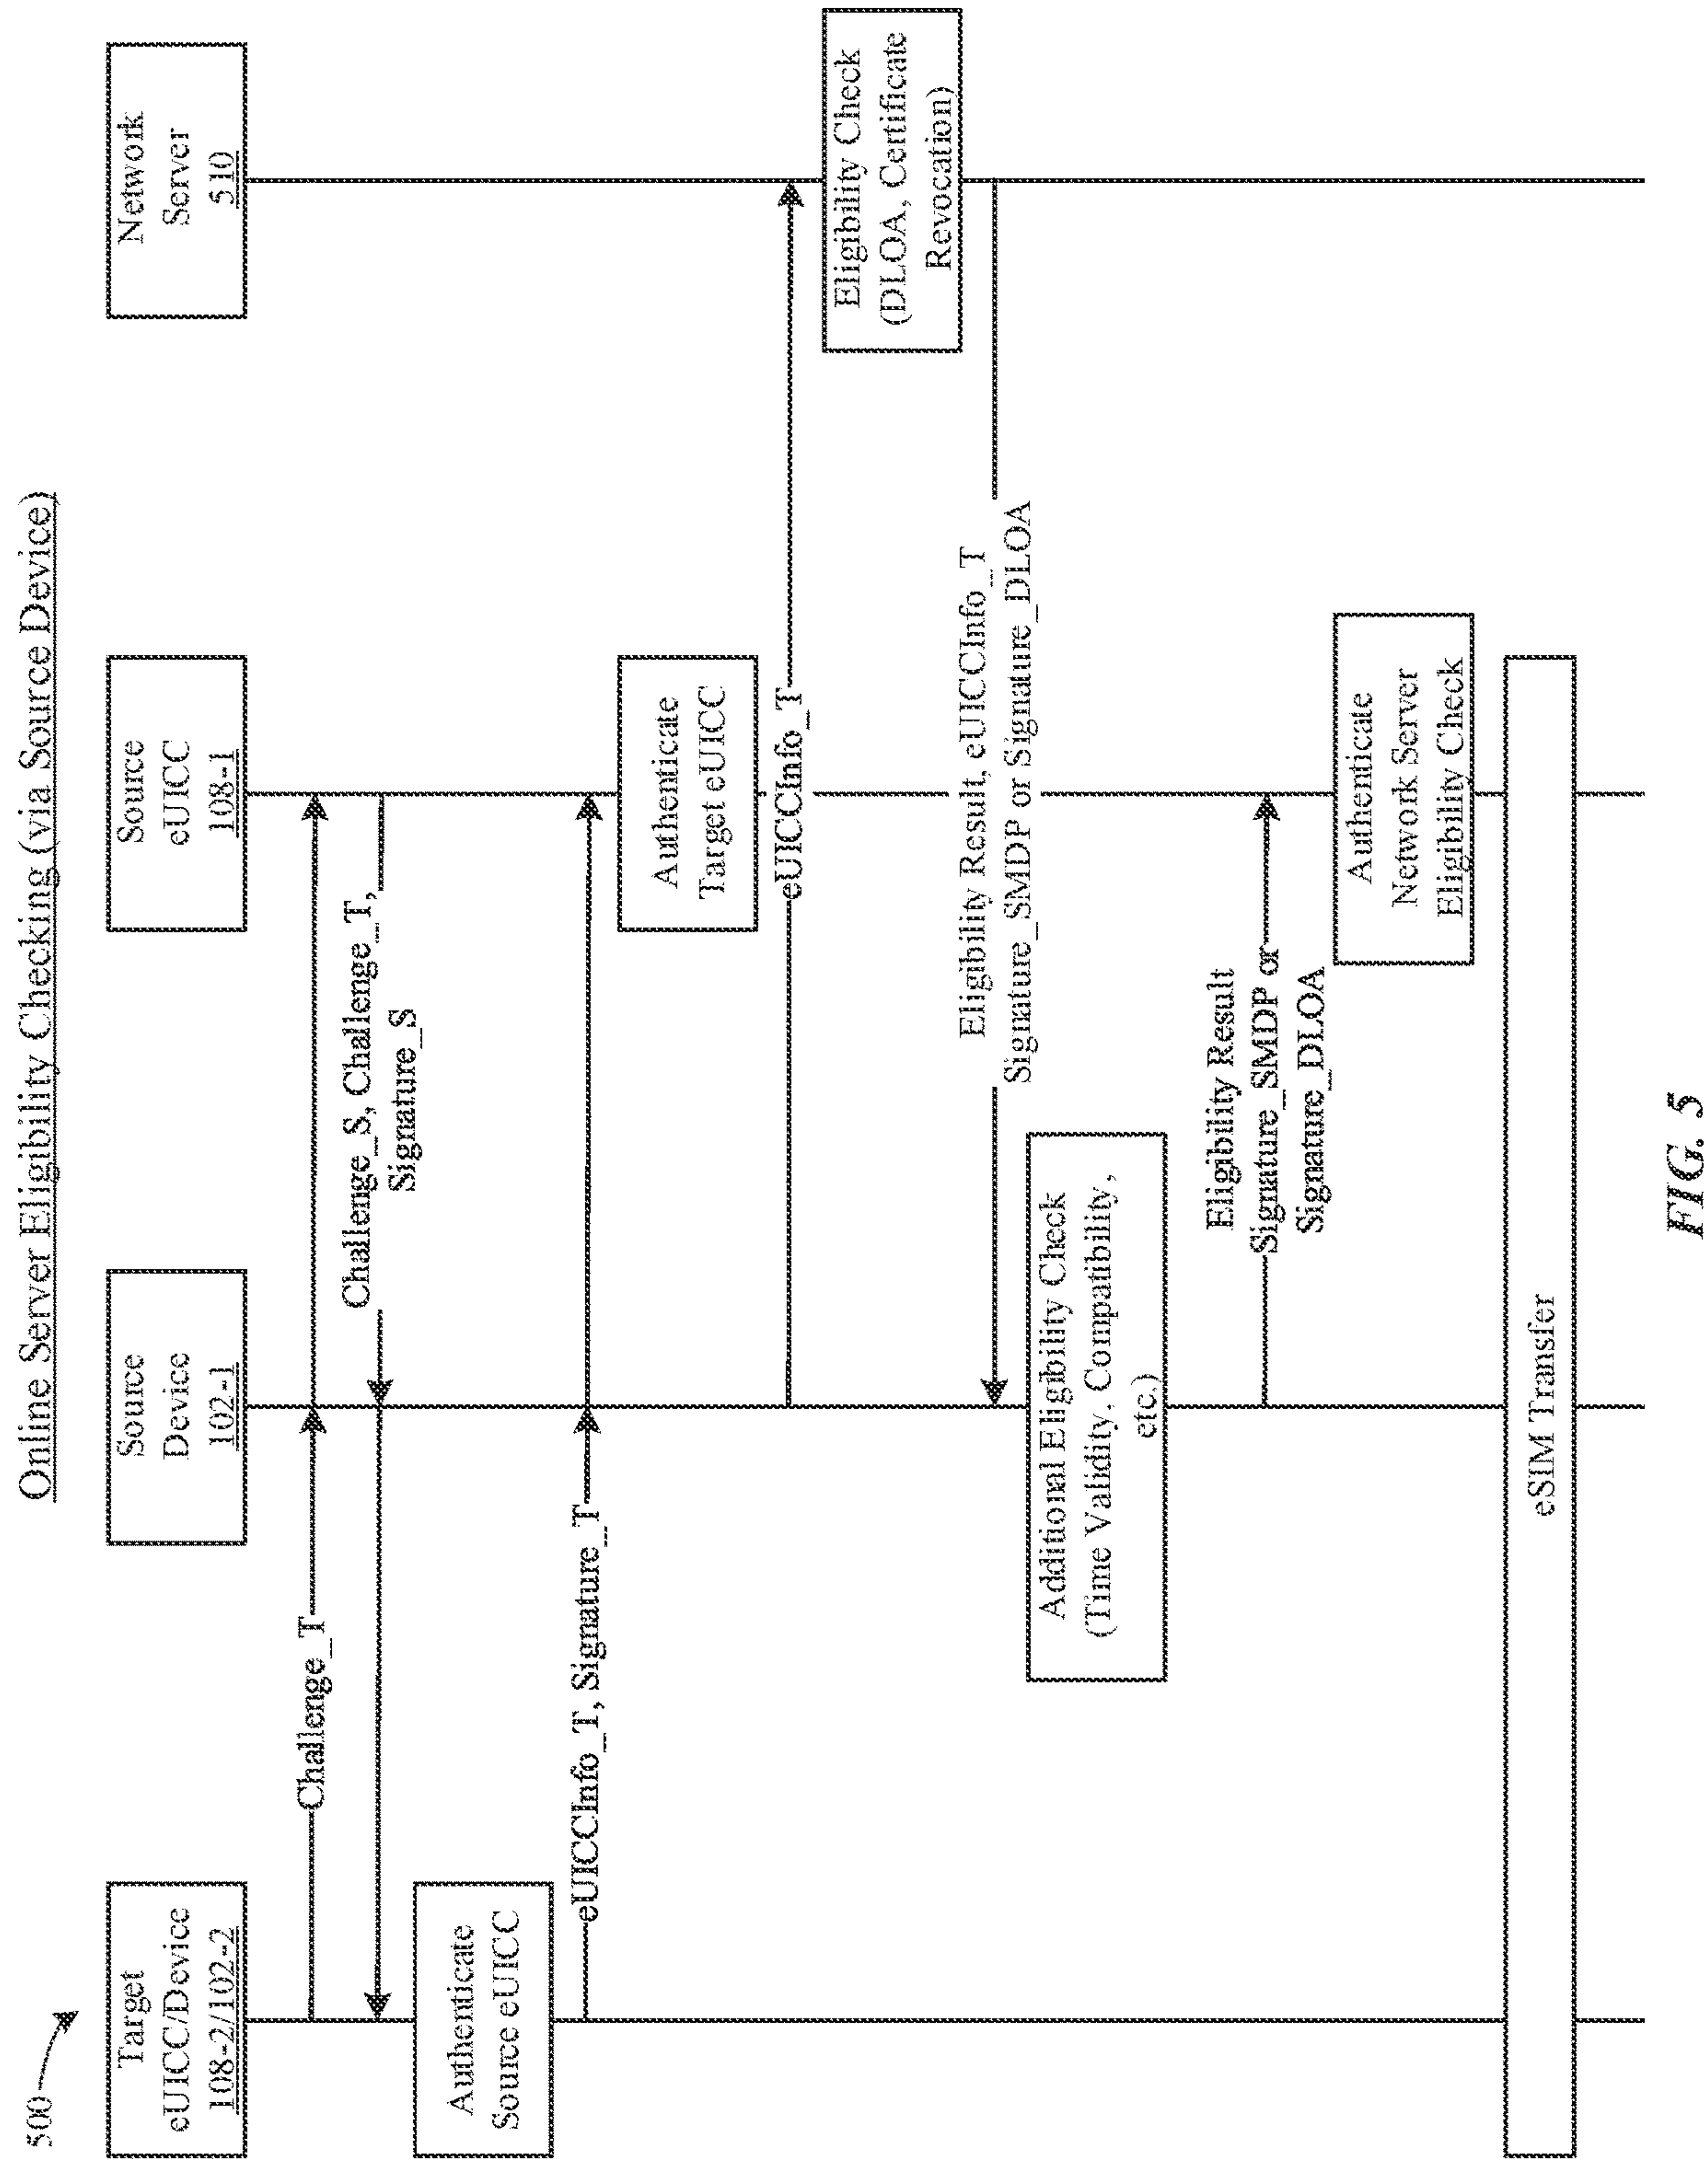 Online Server Eligibility Checking (via Source Device)
500
Target
eUICC/Device
108-2/102-2
Source
Device
102-1
Source
eUICC
108-1
Network
Server
510
Challenge_T
Challenge_S, Challenge_T,
Signature_S
Authenticate
Source eUICC
eUICCInfo_T, Signature_T
Authenticate
Target eUICC
eUICCInfo_T
Eligibility Check
(DLOA, Certificate
Revocation)
Eligibility Result, eUICCInfo_T
Signature_SMDP or Signature_DLOA
Additional Eligibility Check
(Time Validity, Compatibility,
etc.)
Eligibility Result
Signature_SMDP or
Signature_DLOA
Authenticate
Network Server
Eligibility Check
eSIM Transfer
FIG. 5